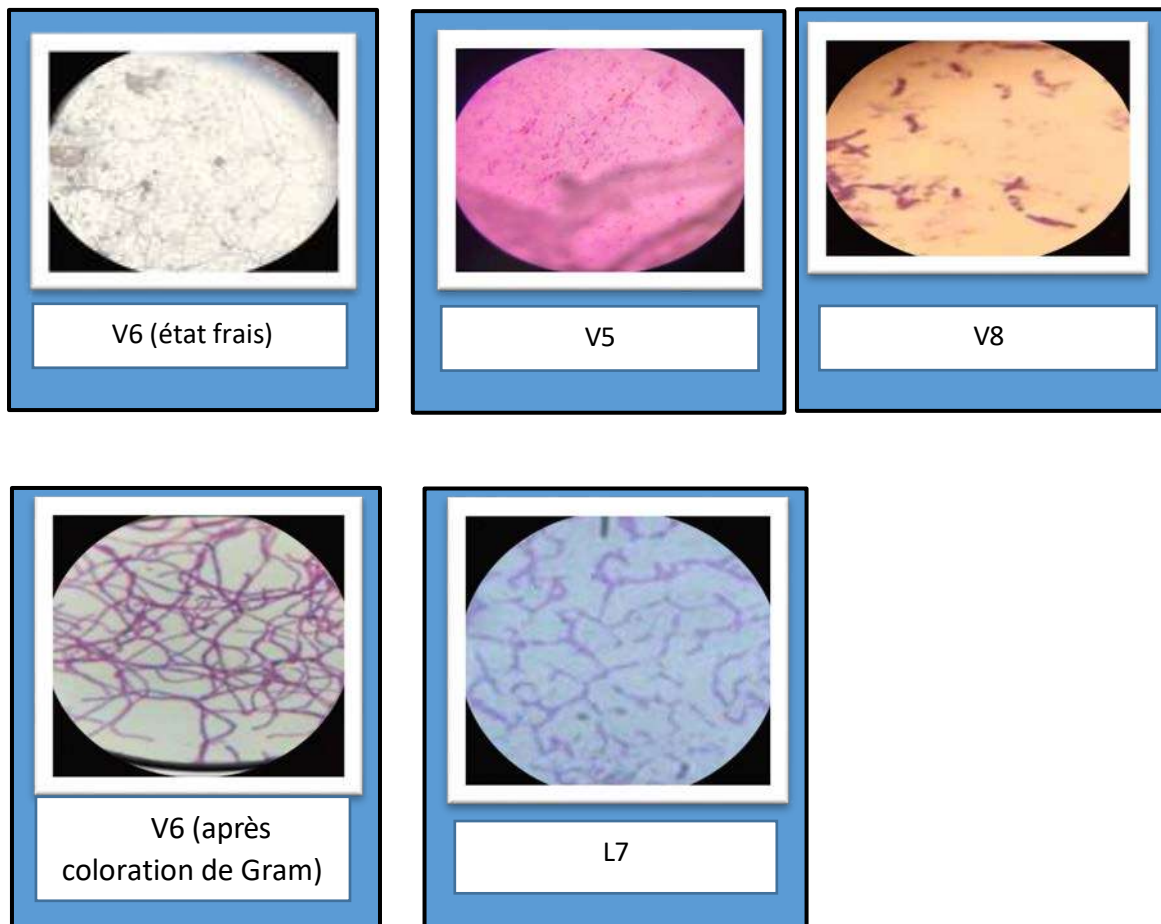 V6 (état frais)
V5
V8
V6 (après
coloration de Gram)
L7